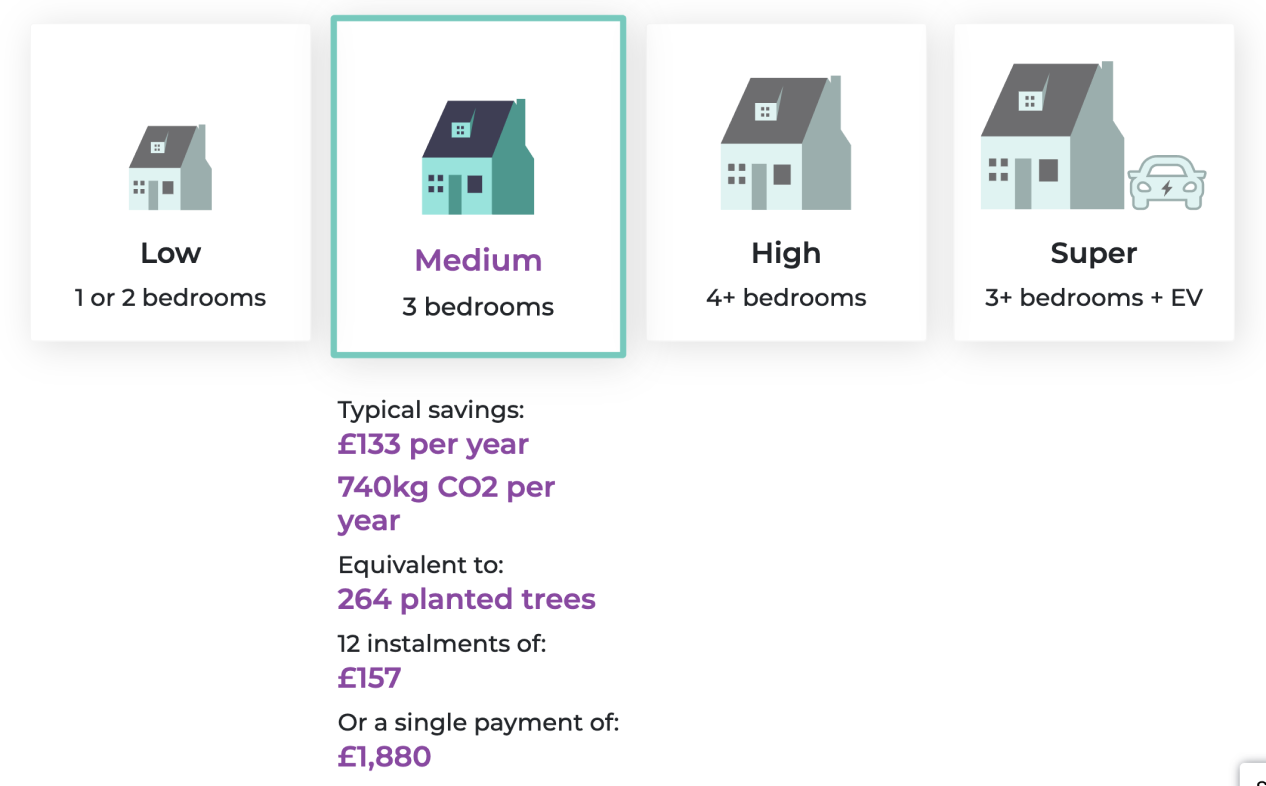 Low
1 or 2 bedrooms
Medium
3 bedrooms
High
4+ bedrooms
Super
3+ bedrooms + EV
Typical savings:
£133 per year
740kg CO2 per
year
Equivalent to:
264 planted trees
12 instalments of:
£157
Or a single payment of:
£1,880